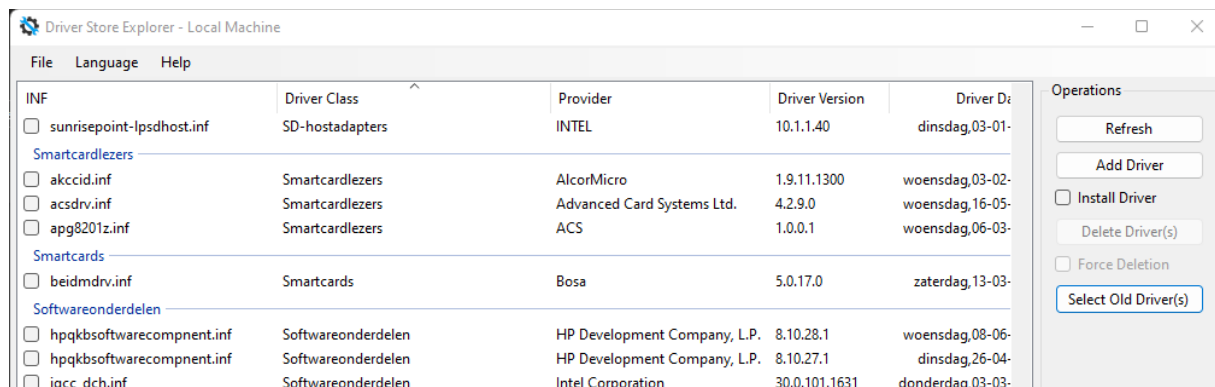 Driver Store Explorer - Local Machine
File Language Help
INF Driver Class Provider Driver Version Driver Da
sunrisepoint-lpsdhost.inf SD-hostadapters INTEL 10.1.1.40 dinsdag,03-01-
Smartcardlezers
akccid.inf Smartcardlezers AlcorMicro 1.9.11.1300 woensdag,03-02-
acsdrv.inf Smartcardlezers Advanced Card Systems Ltd. 4.2.9.0 woensdag,16-05-
apg8201z.inf Smartcardlezers ACS 1.0.0.1 woensdag,06-03-
Smartcards
beidmdrv.inf Smartcards Bosa 5.0.17.0 zaterdag,13-03-
Softwareonderdelen
hpqkbsoftwarecompnent.inf Softwareonderdelen HP Development Company, L.P. 8.10.28.1 woensdag,08-06-
hpqkbsoftwarecompnent.inf Softwareonderdelen HP Development Company, L.P. 8.10.27.1 dinsdag,26-04-
igcc_dch.inf Softwareonderdelen Intel Corporation 30.0.101.1631 donderdag,03-03-
Operations
Refresh
Add Driver
Install Driver
Delete Driver(s)
Force Deletion
Select Old Driver(s)